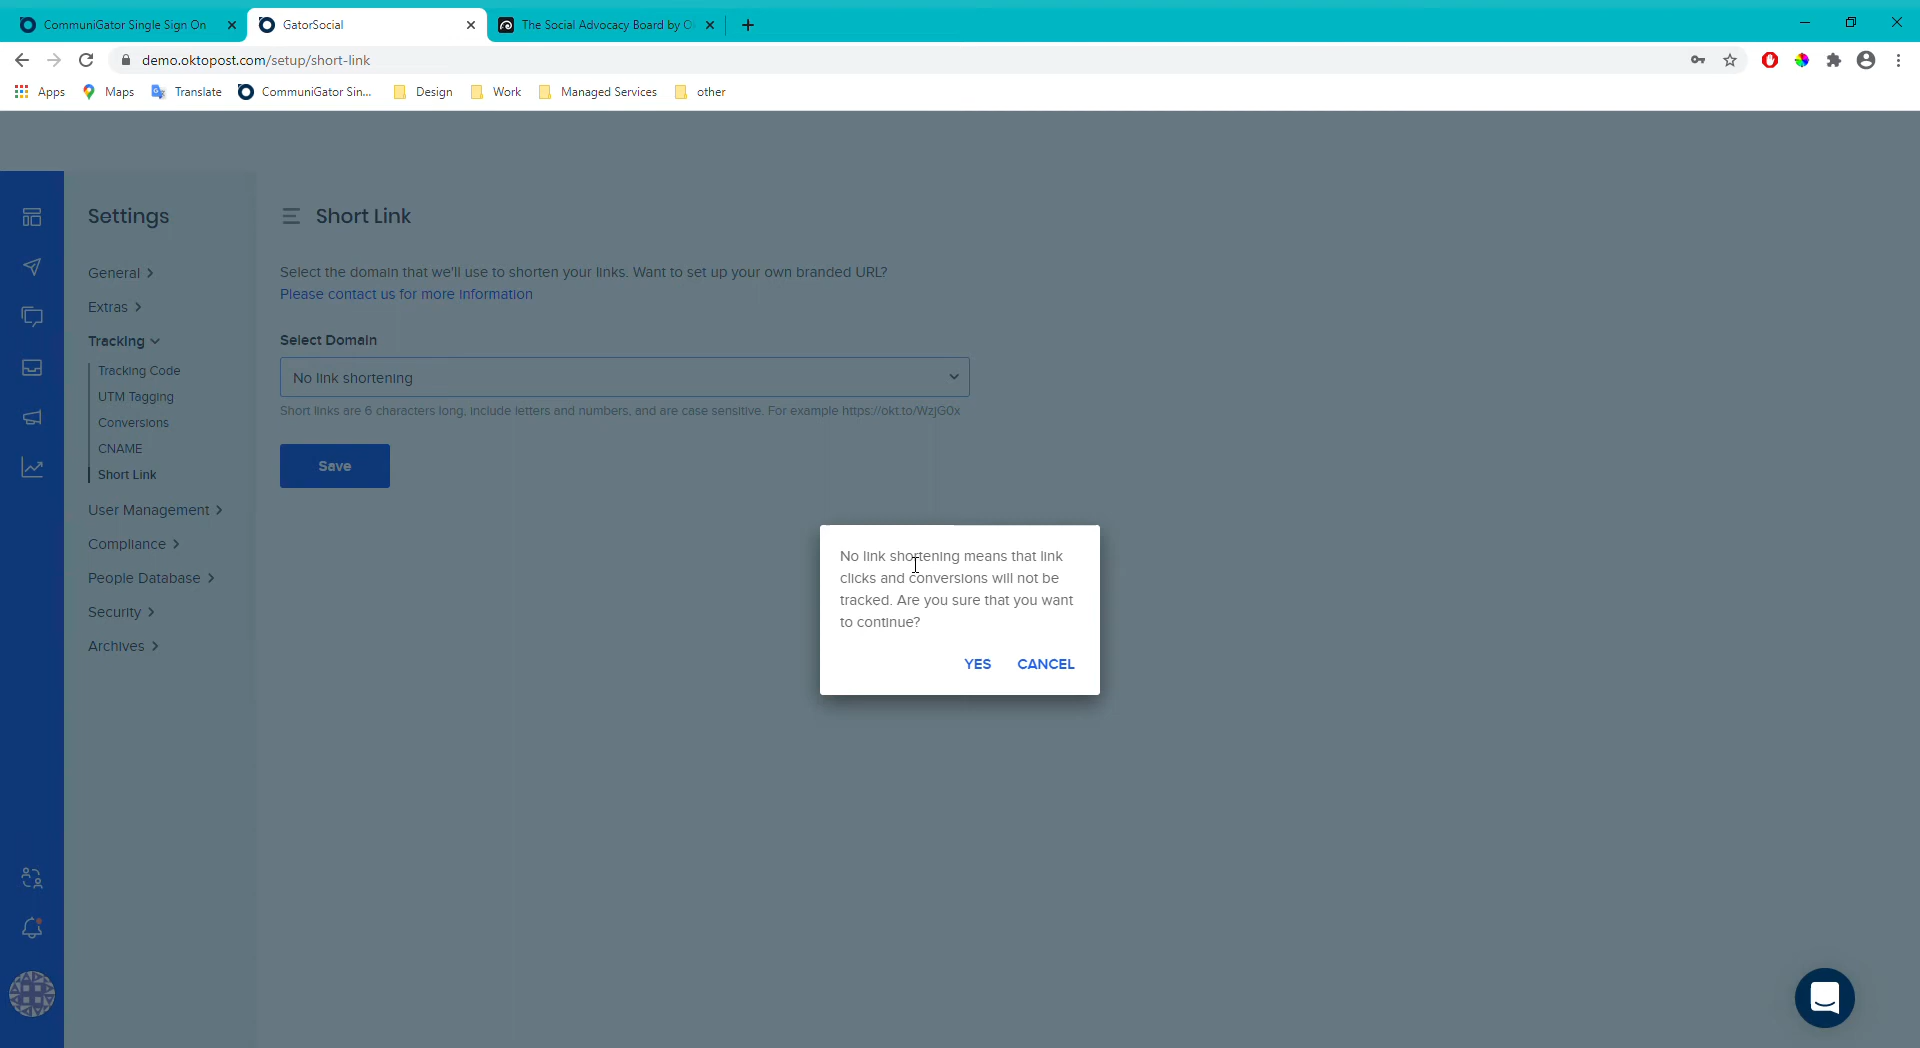 CommuniGator Single Sign On
GatorSocial
The Social Advocacy Board by O
demo.oktopost.com/setup/short-link
Apps
Maps
Translate
CommuniGator Sin...
Design
Work
Managed Services
other
Settings
General
Extras
Tracking
Tracking Code
UTM Tagging
Conversions
CNAME
Short Link
User Management
Compliance
People Database
Security
Archives
Short Link
Select the domain that we'll use to shorten your links. Want to set up your own branded URL?
Please contact us for more information
Select Domain
No link shortening
Short links are 6 characters long, include letters and numbers, and are case sensitive. For example https://okt.to/WzjG0x
Save
No link shortening means that link
clicks and conversions will not be
tracked. Are you sure that you want
to continue?
YES
CANCEL